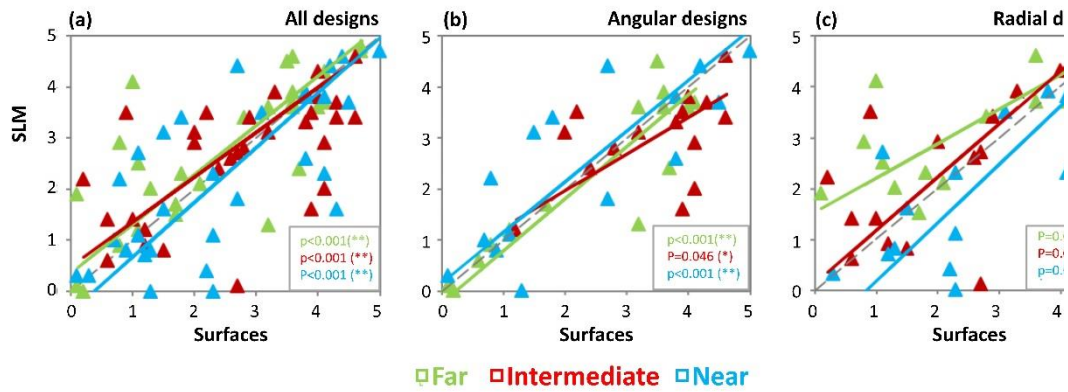 (a) All designs
(b) Angular designs
(c) Radial d
SLM
5
4
3
2
1
0
p<0.001(**)
p<0.001 (**)
P<0.001 (**)
0 1 2 3 4 5
Surfaces
5
4
3
2
1
0
p<0.001(**)
P=0.046 (*)
p<0.001 (**)
0 1 2 3 4 5
Surfaces
5
4
3
2
1
0
P=0.
P=0.
p=0.
0 1 2 3 4
Surfaces
Far Intermediate Near